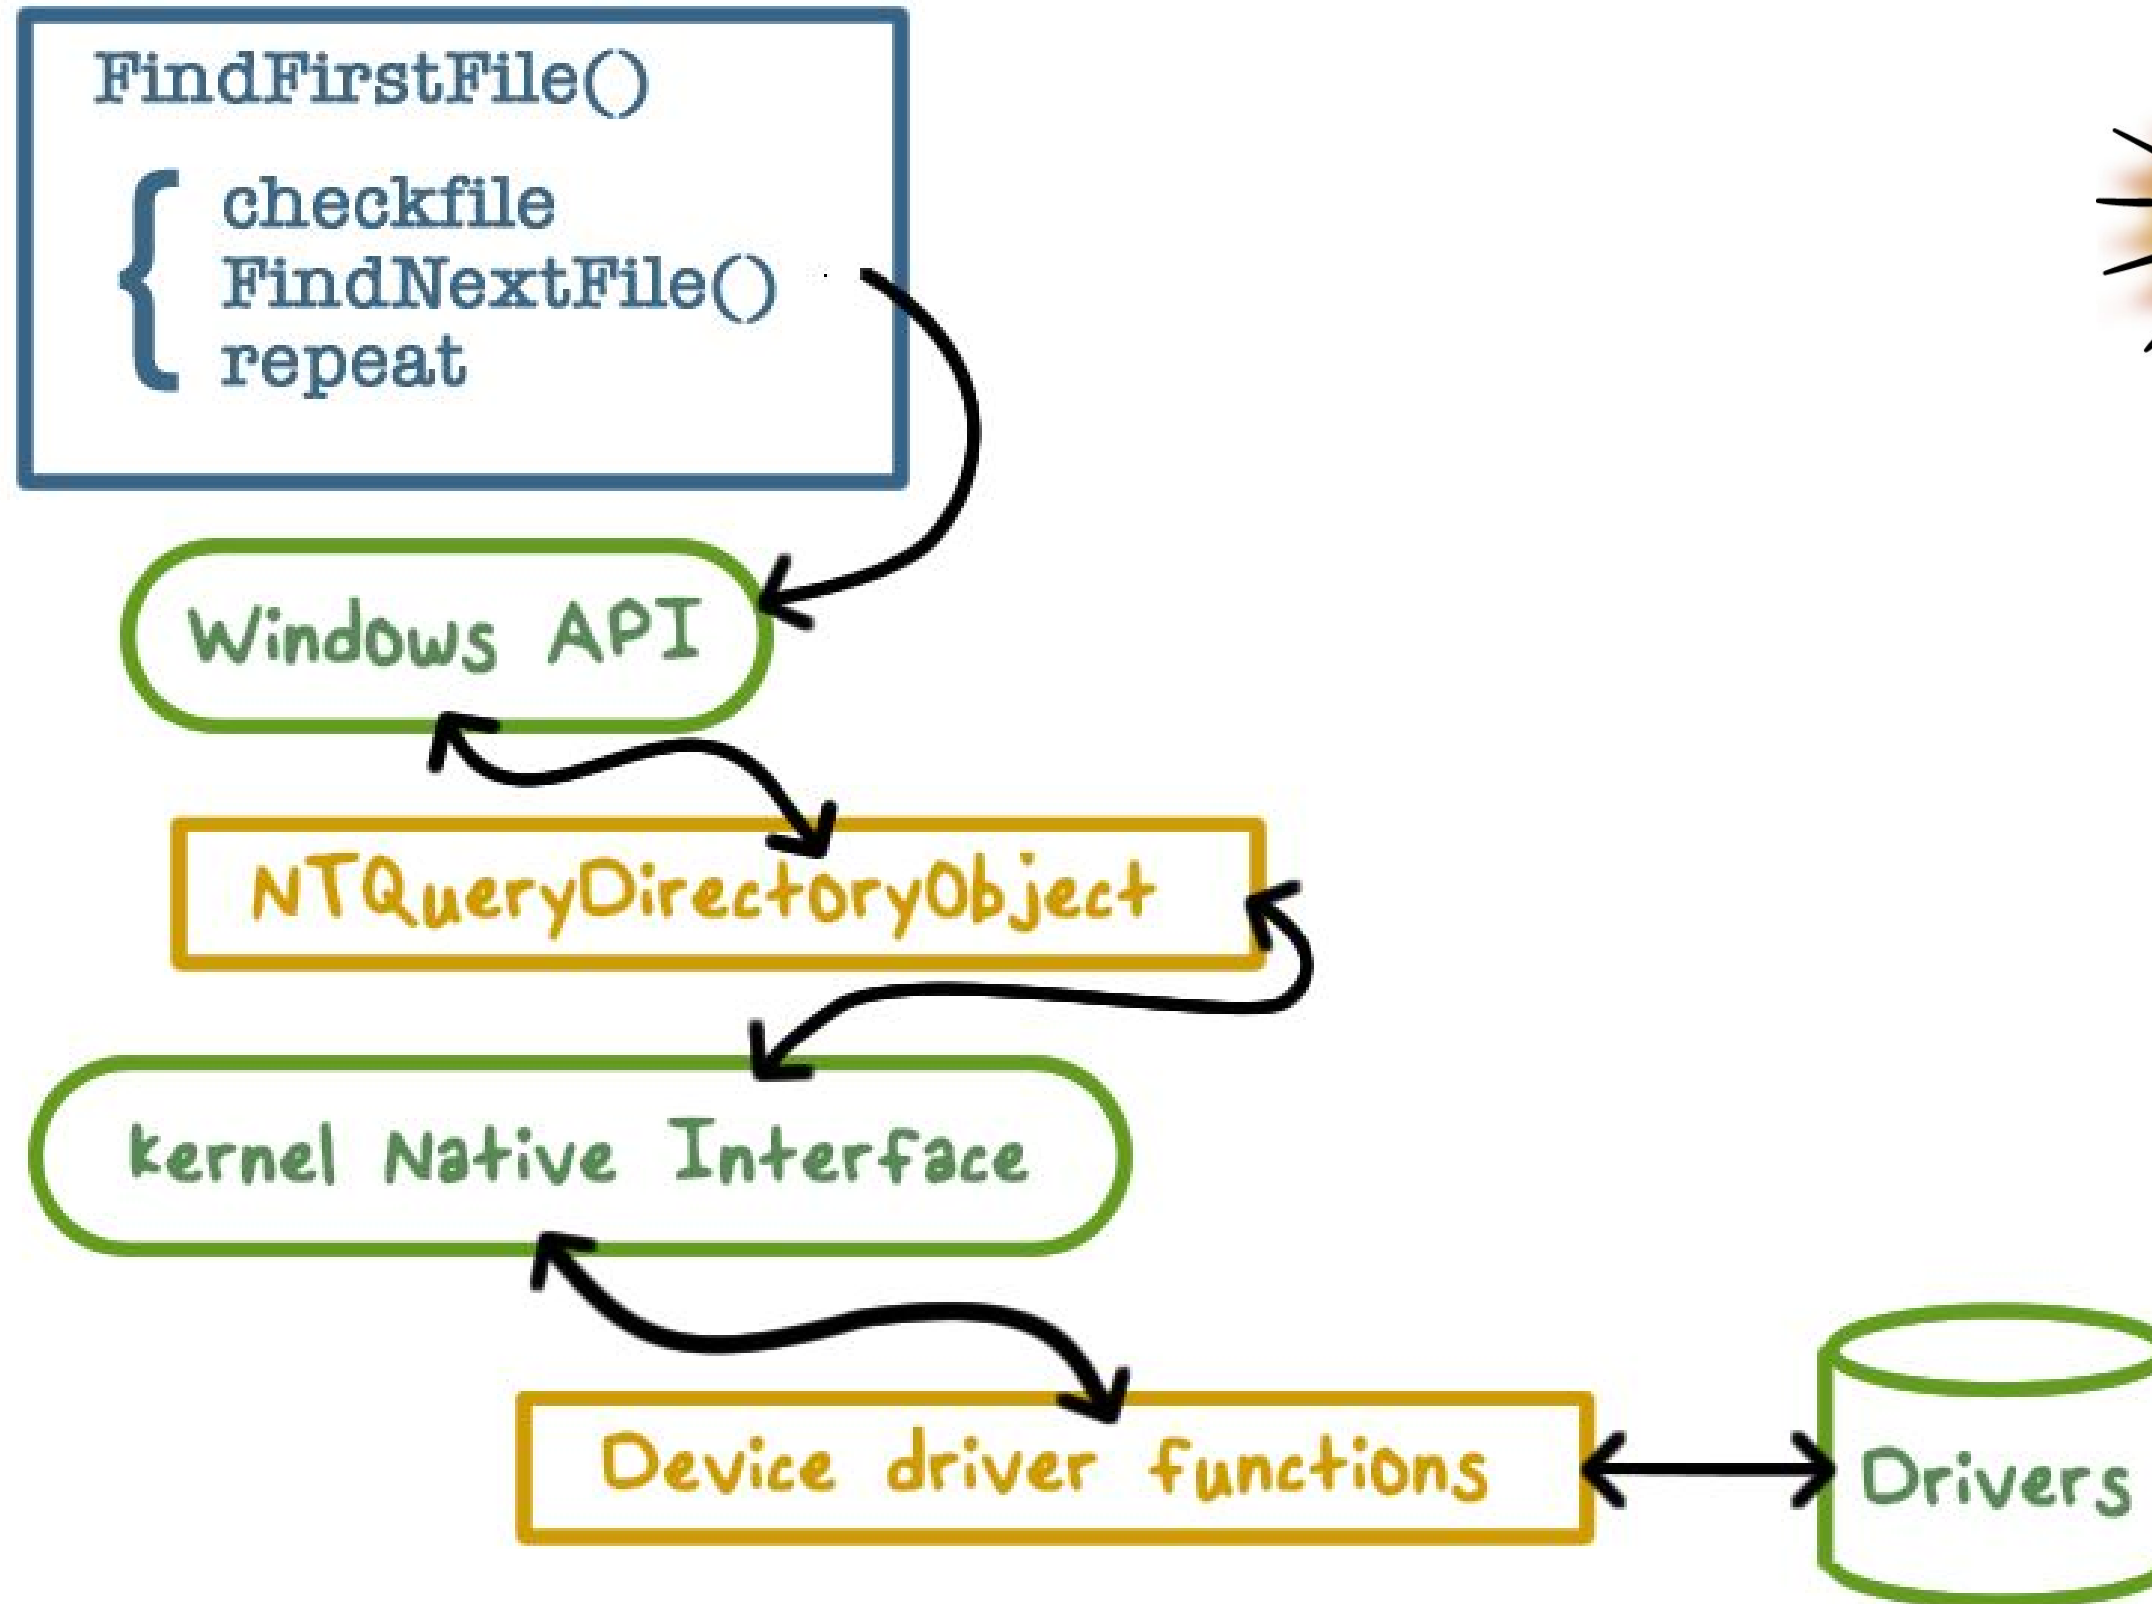 FindFirstFile()
{ checkfile
FindNextFile()
repeat
Windows API
NTQueryDirectoryObject
Kernel Native Interface
Device driver functions
Drivers